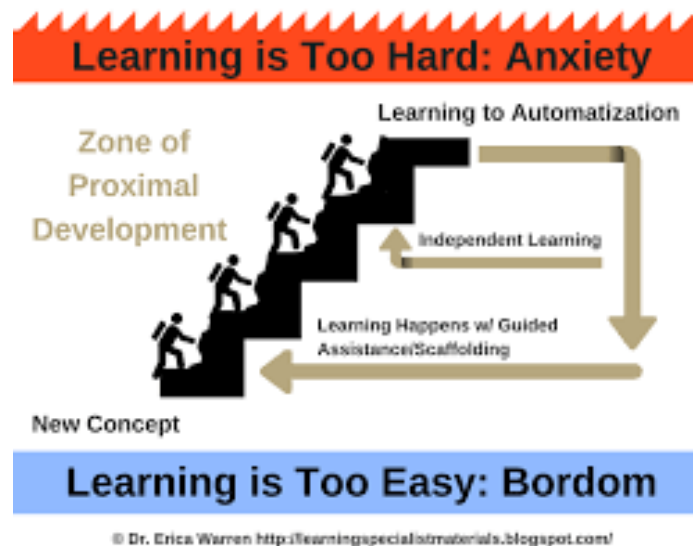 Learning is Too Hard: Anxiety
Learning to Automatization
Zone of
Proximal
Development
Independent Learning
Learning Happens w/ Guided
Assistance/Scaffolding
New Concept
Learning is Too Easy: Bordom
© Dr. Erica Warren http://learningspecialistmaterials.blogspot.com/